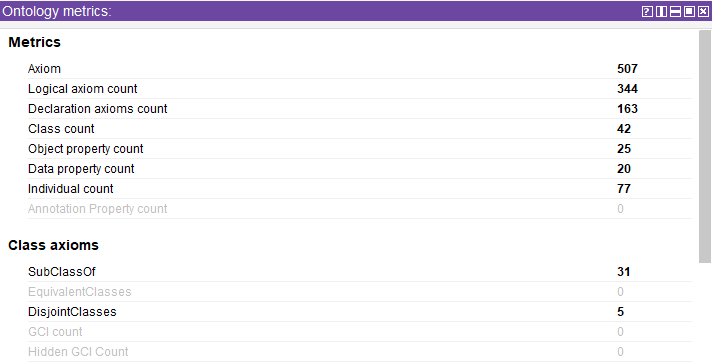 Ontology metrics:
Metrics
Axiom 507
Logical axiom count 344
Declaration axioms count 163
Class count 42
Object property count 25
Data property count 20
Individual count 77
Annotation Property count 0
Class axioms
SubClassOf 31
EquivalentClasses 0
DisjointClasses 5
GCI count 0
Hidden GCI Count 0